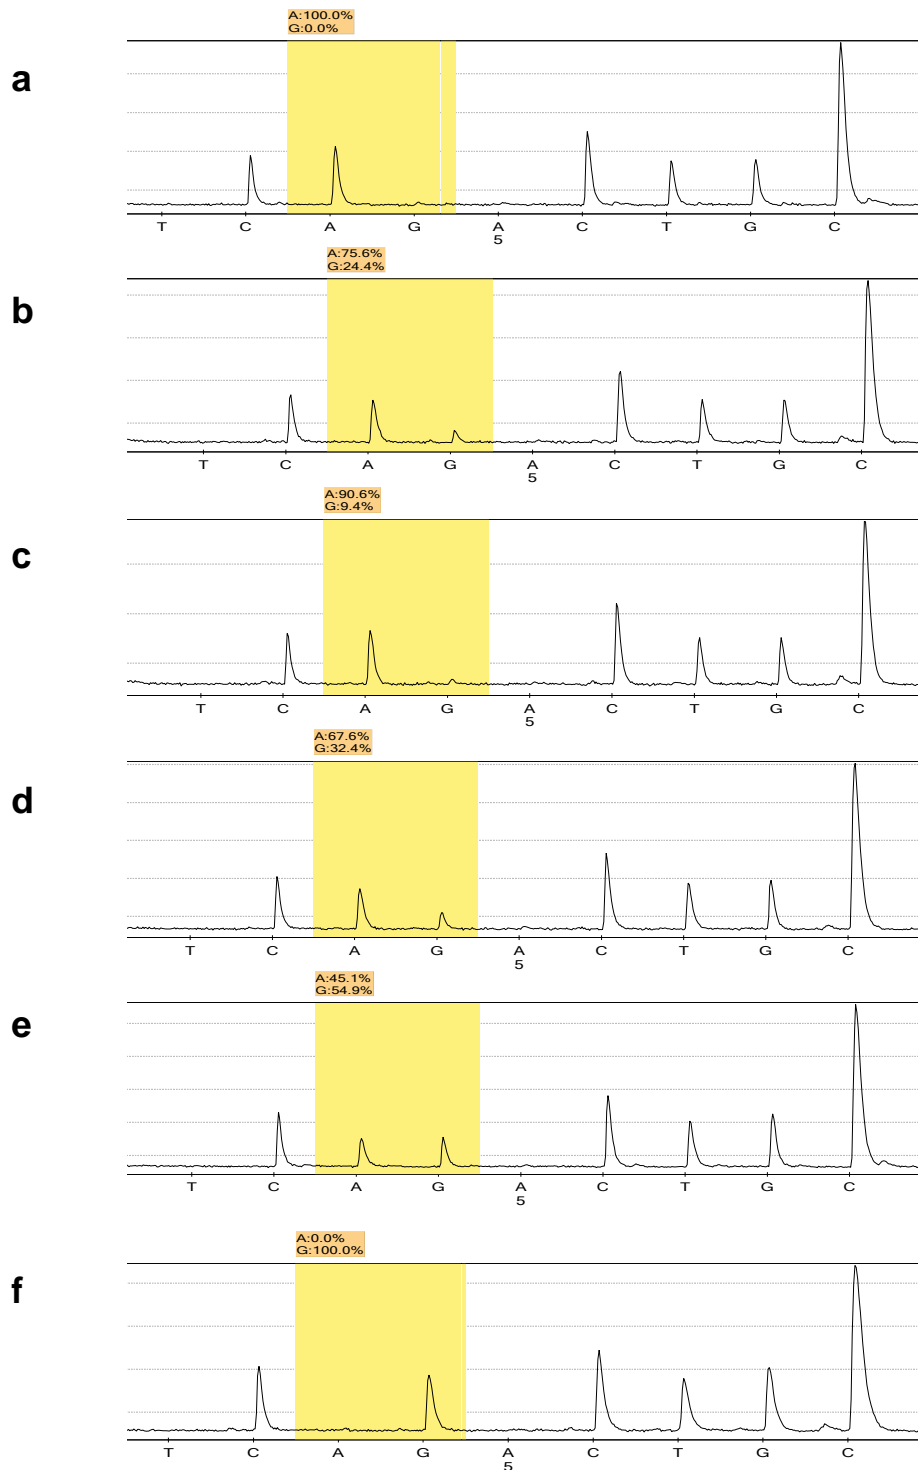 A:100.0%
G:0.0%
a
T C A G A C T G C
5
A:75.6%
G:24.4%
b
T C A G A C T G C
5
A:90.6%
G:9.4%
c
T C A G A C T G C
5
A:67.6%
G:32.4%
d
T C A G A C T G C
5
A:45.1%
G:54.9%
e
T C A G A C T G C
5
A:0.0%
G:100.0%
f
T C A G A C T G C
5